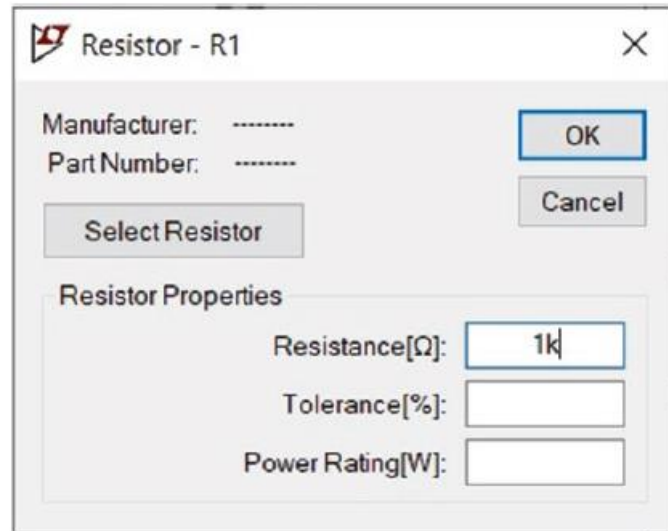 Resistor - R1
Manufacturer: --------
OK
Part Number: --------
Cancel
Select Resistor
Resistor Properties
Resistance[Ω]: 1k
Tolerance[%]:
Power Rating[W]: